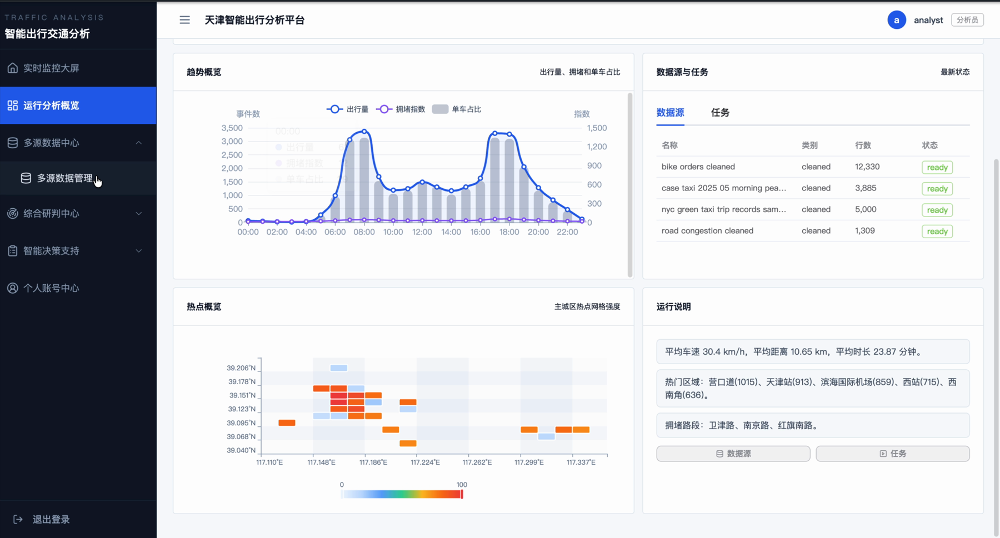 TRAFFIC ANALYSIS
智能出行交通分析
实时监控大屏
运行分析概览
多源数据中心
多源数据管理
综合研判中心
智能决策支持
个人账号中心
退出登录
天津智能出行分析平台
a
analyst
分析员
趋势概览
出行量、拥堵和单车占比
出行量
拥堵指数
单车占比
事件数
指数
3,500
3,000
2,500
2,000
1,500
1,000
500
0
1,500
1,200
900
600
300
0
00:00
出行量
拥堵指数
单车占比
00:00 02:00 04:00 06:00 08:00 10:00 12:00 14:00 16:00 18:00 20:00 22:00
数据源与任务
最新状态
数据源 任务
名称 类别 行数 状态
bike orders cleaned cleaned 12,330 ready
case taxi 2025 05 morning pea... cleaned 3,885 ready
nyc green taxi trip records sam... cleaned 5,000 ready
road congestion cleaned cleaned 1,309 ready
热点概览
主城区热点网格强度
39.206°N
39.178°N
39.151°N
39.123°N
39.095°N
39.068°N
39.040°N
117.110°E 117.148°E 117.186°E 117.224°E 117.262°E 117.299°E 117.337°E
0 100
运行说明
平均车速 30.4 km/h，平均距离 10.65 km，平均时长 23.87 分钟。
热门区域：营口道(1015)、天津站(913)、滨海国际机场(859)、西站(715)、西
南角(636)。
拥堵路段：卫津路、南京路、红旗南路。
数据源
任务